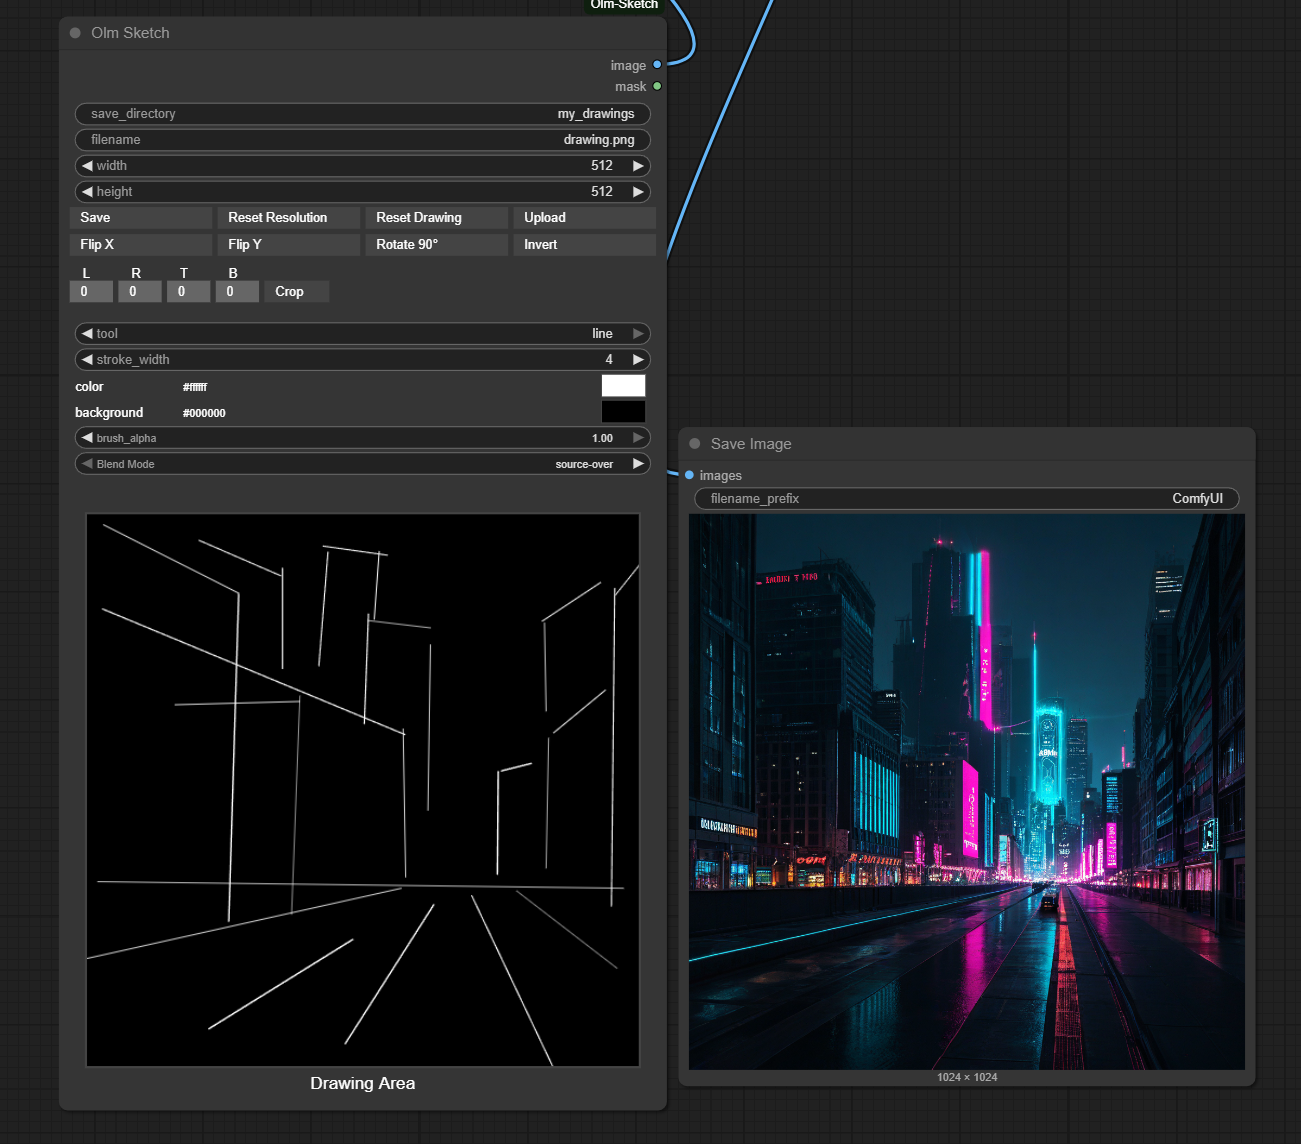 Olm-Sketch
Olm Sketch
image
mask
save_directory my_drawings
filename drawing.png
width 512
height 512
Save Reset Resolution Reset Drawing Upload
Flip X Flip Y Rotate 90° Invert
L R T B
0 0 0 0 Crop
tool line
stroke_width 4
color #ffffff
background #000000
brush_alpha 1.00
Blend Mode source-over
Drawing Area
Save Image
images
filename_prefix ComfyUI
1024 × 1024